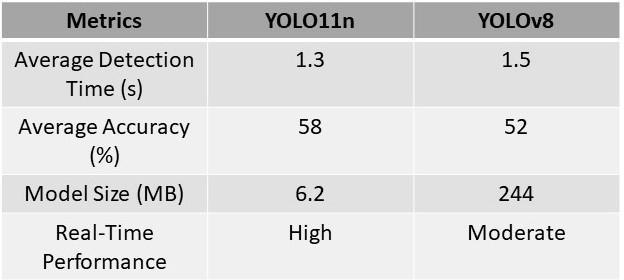 Metrics YOLO11n YOLOv8
Average Detection Time (s) 1.3 1.5
Average Accuracy (%) 58 52
Model Size (MB) 6.2 244
Real-Time Performance High Moderate